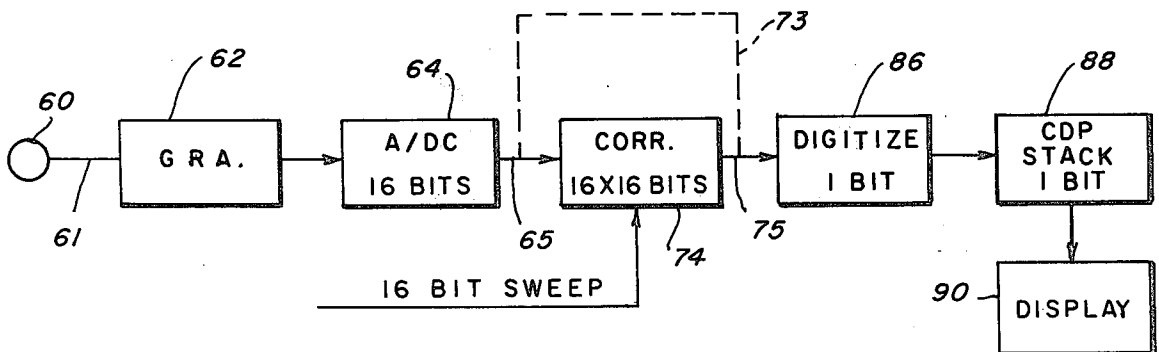 60
61
62
G R A.
64
A/DC
16 BITS
65
73
CORR.
16X16 BITS
74
75
16 BIT SWEEP
86
DIGITIZE
1 BIT
88
CDP
STACK
1 BIT
90
DISPLAY